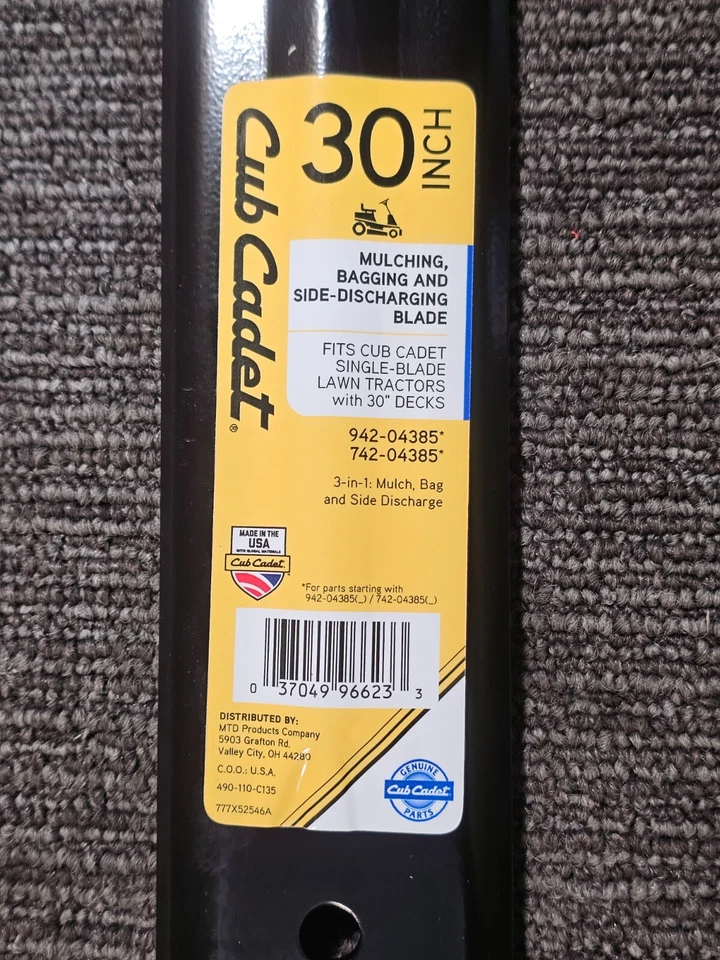 Cub Cadet®
30 INCH
MULCHING,
BAGGING AND
SIDE-DISCHARGING
BLADE
FITS CUB CADET
SINGLE-BLADE
LAWN TRACTORS
with 30" DECKS
942-04385*
742-04385*
3-in-1: Mulch, Bag
and Side Discharge
MADE IN THE
USA
WITH GLOBAL MATERIALS
Cub Cadet
*For parts starting with
942-04385(_) / 742-04385(_)
0 37049 96623 3
DISTRIBUTED BY:
MTD Products Company
5903 Grafton Rd.
Valley City, OH 44280
C.O.O.: U.S.A.
490-110-C135
777X52546A
GENUINE
Cub Cadet
PARTS